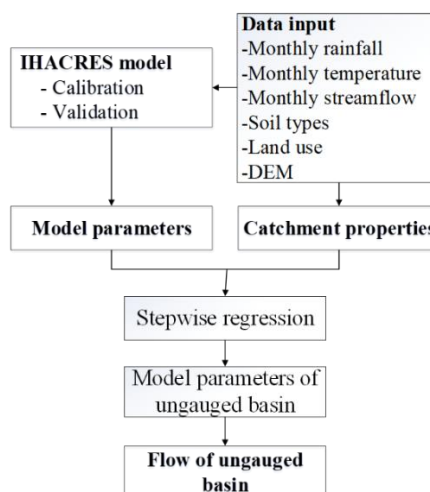 Data input
-Monthly rainfall
-Monthly temperature
-Monthly streamflow
-Soil types
-Land use
-DEM
IHACRES model
- Calibration
- Validation
Model parameters
Catchment properties
Stepwise regression
Model parameters of
ungauged basin
Flow of ungauged
basin